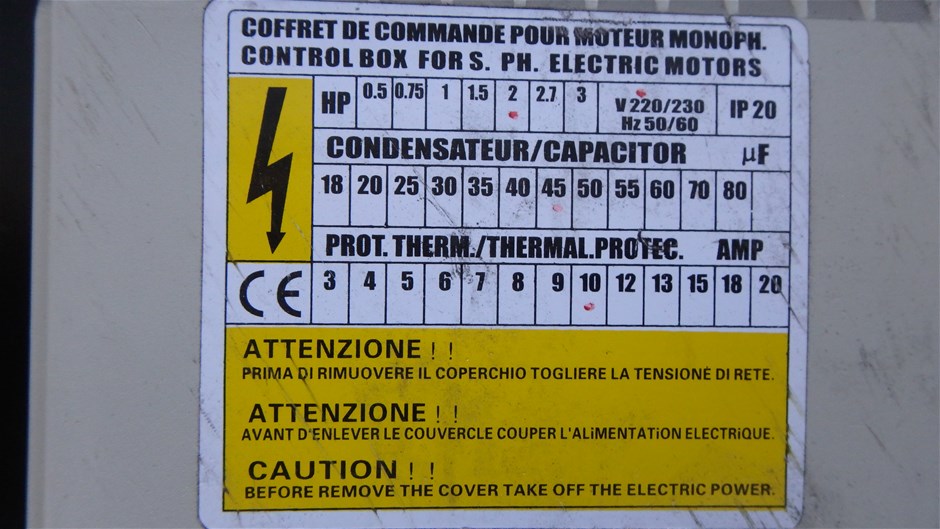 COFFRET DE COMMANDE POUR MOTEUR MONOPH.
CONTROL BOX FOR S. PH. ELECTRIC MOTORS
HP 0.5 0.75 1 1.5 2 2.7 3 V 220/230 IP 20
Hz 50/60
CONDENSATEUR/CAPACITOR µF
18 20 25 30 35 40 45 50 55 60 70 80
PROT. THERM./THERMAL.PROTEC. AMP
CE 3 4 5 6 7 8 9 10 12 13 15 18 20
ATTENZIONE ! !
PRIMA DI RIMUOVERE IL COPERCHIO TOGLIERE LA TENSIONE DI RETE.
ATTENZIONE ! !
AVANT D'ENLEVER LE COUVERCLE COUPER L'ALiMENTATiON ELECTRiQUE.
CAUTION ! !
BEFORE REMOVE THE COVER TAKE OFF THE ELECTRIC POWER.